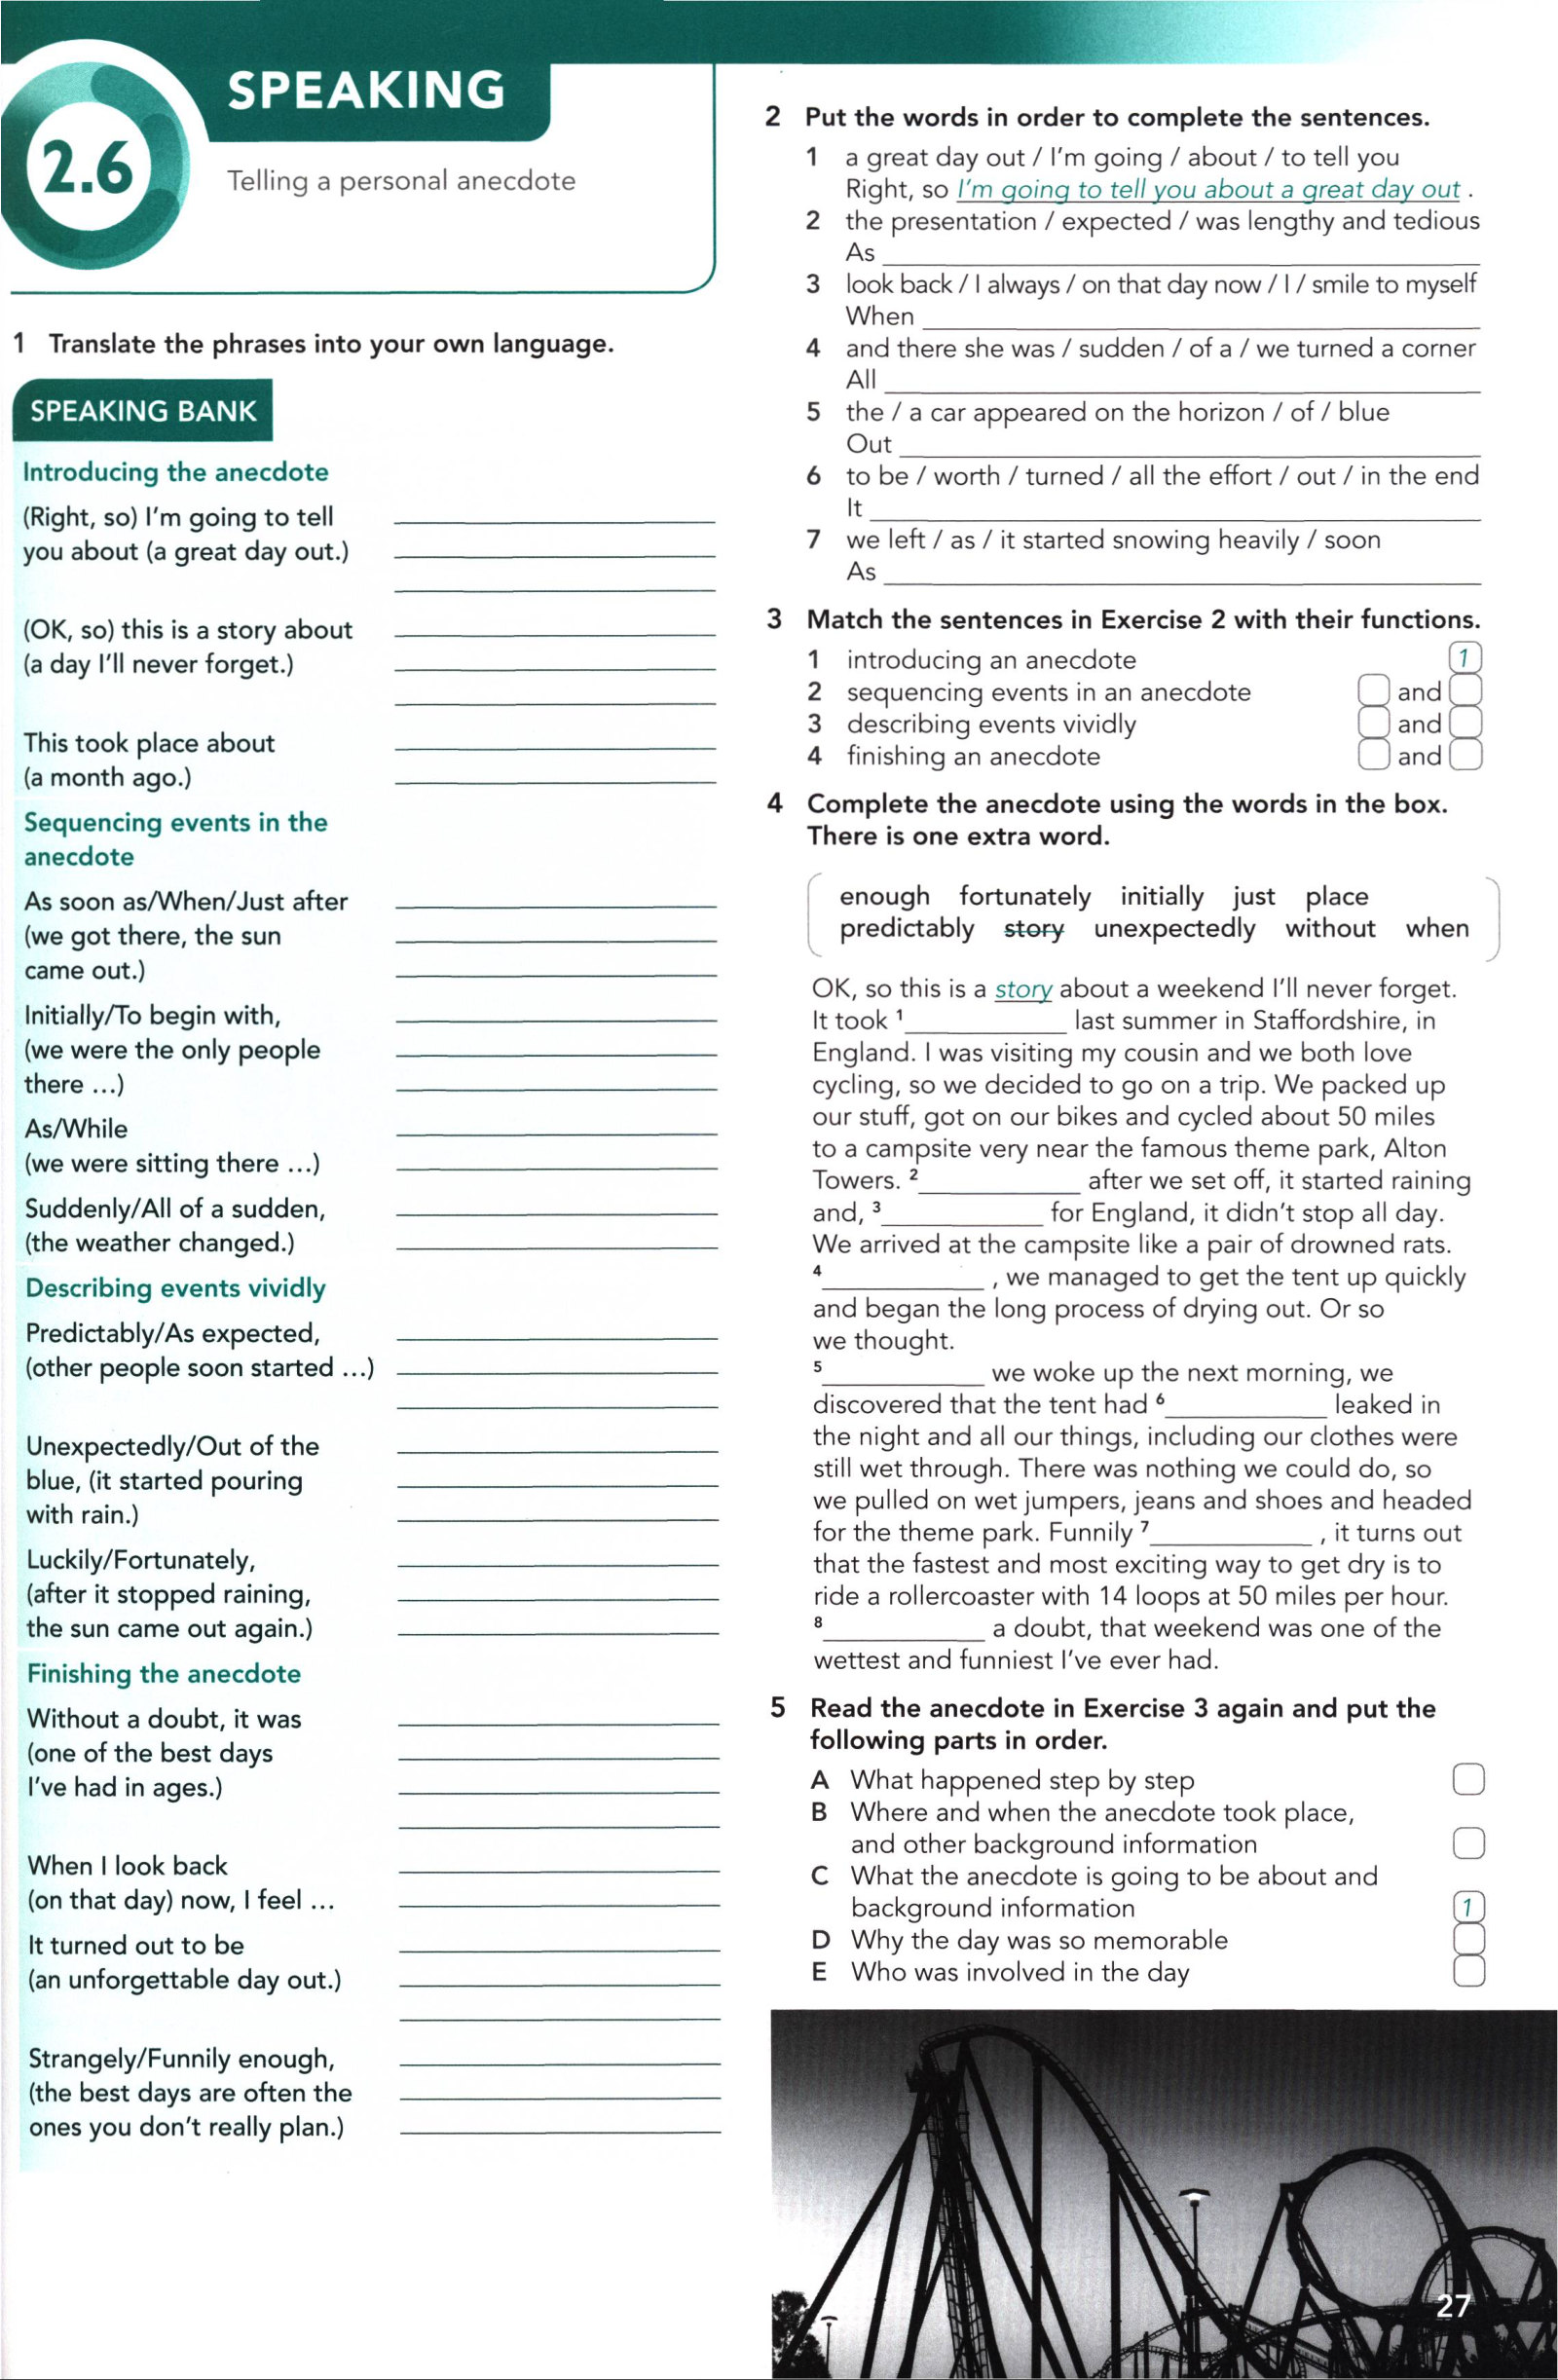 2.6
SPEAKING
Telling a personal anecdote
1 Translate the phrases into your own language.
SPEAKING BANK
Introducing the anecdote
(Right, so) I'm going to tell
you about (a great day out.)
(OK, so) this is a story about
(a day I'll never forget.)
This took place about
(a month ago.)
Sequencing events in the
anecdote
As soon as/When/Just after
(we got there, the sun
came out.)
Initially/To begin with,
(we were the only people
there ...)
As/While
(we were sitting there ...)
Suddenly/All of a sudden,
(the weather changed.)
Describing events vividly
Predictably/As expected,
(other people soon started ...)
Unexpectedly/Out of the
blue, (it started pouring
with rain.)
Luckily/Fortunately,
(after it stopped raining,
the sun came out again.)
Finishing the anecdote
Without a doubt, it was
(one of the best days
I've had in ages.)
When I look back
(on that day) now, I feel ...
It turned out to be
(an unforgettable day out.)
Strangely/Funnily enough,
(the best days are often the
ones you don't really plan.)
2 Put the words in order to complete the sentences.
1 a great day out / I'm going / about / to tell you
Right, so I'm going to tell you about a great day out .
2 the presentation / expected / was lengthy and tedious
As
3 look back / I always / on that day now / I / smile to myself
When
4 and there she was / sudden / of a / we turned a corner
All
5 the / a car appeared on the horizon / of / blue
Out
6 to be / worth / turned / all the effort / out / in the end
It
7 we left / as / it started snowing heavily / soon
As
3 Match the sentences in Exercise 2 with their functions.
1 introducing an anecdote 1
2 sequencing events in an anecdote and
3 describing events vividly and
4 finishing an anecdote and
4 Complete the anecdote using the words in the box.
There is one extra word.
enough fortunately initially just place
predictably story unexpectedly without when
OK, so this is a story about a weekend I'll never forget.
It took 1 last summer in Staffordshire, in
England. I was visiting my cousin and we both love
cycling, so we decided to go on a trip. We packed up
our stuff, got on our bikes and cycled about 50 miles
to a campsite very near the famous theme park, Alton
Towers. 2 after we set off, it started raining
and, 3 for England, it didn't stop all day.
We arrived at the campsite like a pair of drowned rats.
4 , we managed to get the tent up quickly
and began the long process of drying out. Or so
we thought.
5 we woke up the next morning, we
discovered that the tent had 6 leaked in
the night and all our things, including our clothes were
still wet through. There was nothing we could do, so
we pulled on wet jumpers, jeans and shoes and headed
for the theme park. Funnily 7 , it turns out
that the fastest and most exciting way to get dry is to
ride a rollercoaster with 14 loops at 50 miles per hour.
8 a doubt, that weekend was one of the
wettest and funniest I've ever had.
5 Read the anecdote in Exercise 3 again and put the
following parts in order.
A What happened step by step
B Where and when the anecdote took place,
and other background information
C What the anecdote is going to be about and
background information 1
D Why the day was so memorable
E Who was involved in the day
27